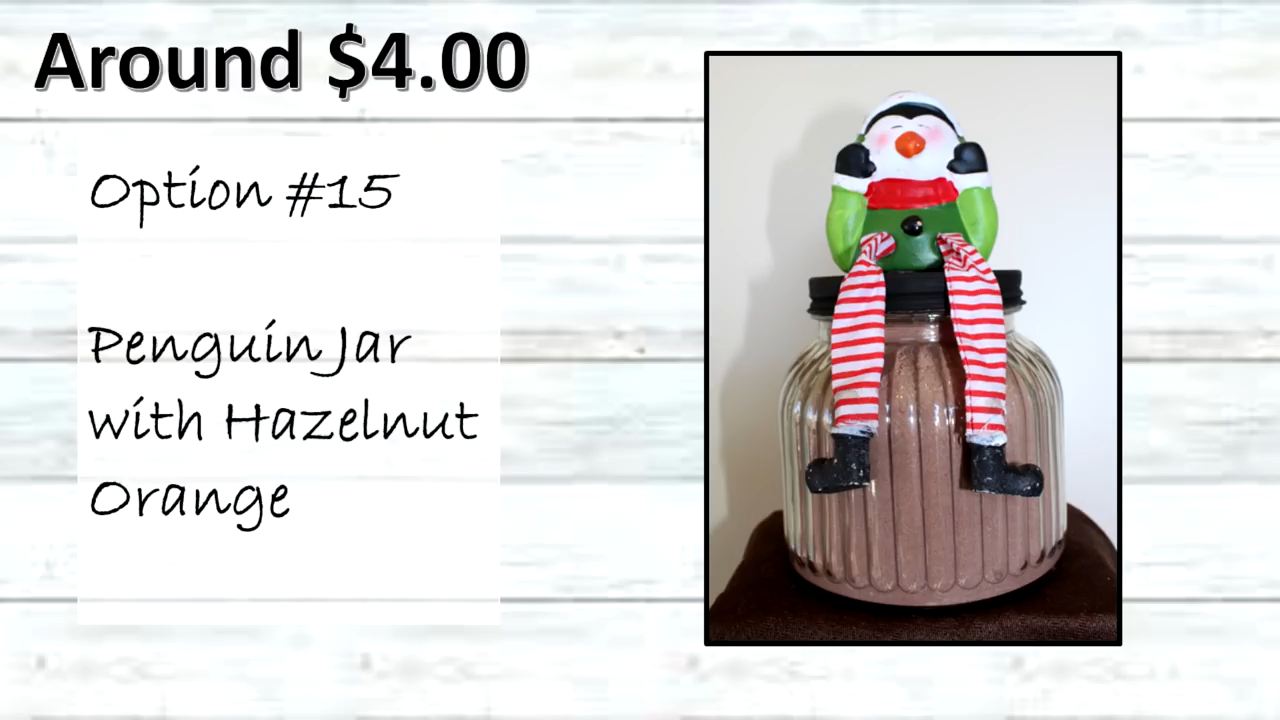 Around $4.00
Option #15
Penguin Jar
with Hazelnut
Orange